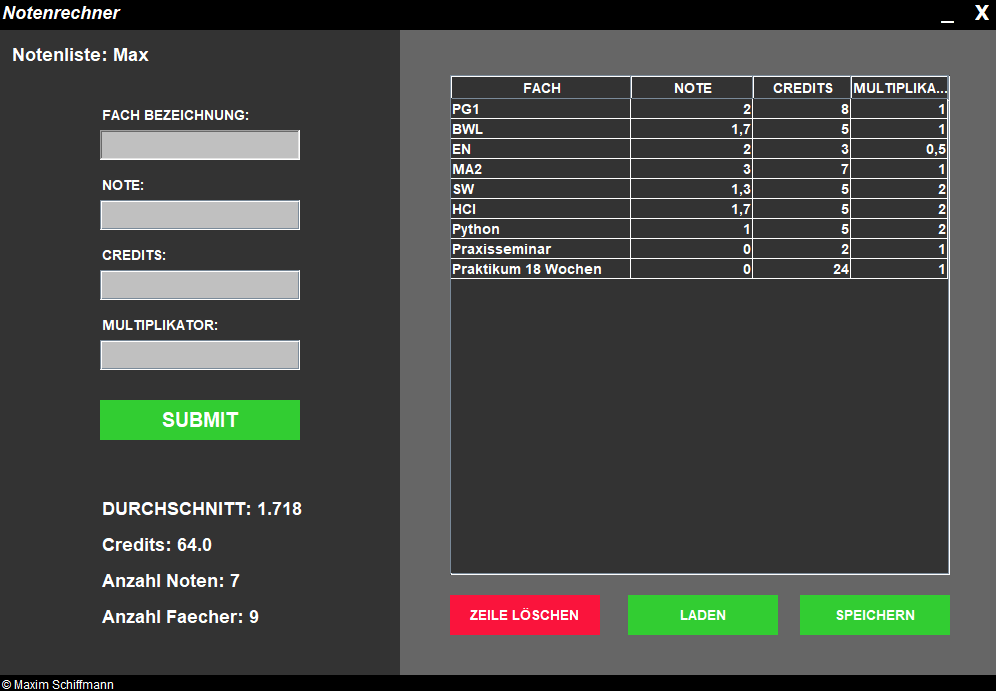 Notenrechner
_ X
Notenliste: Max
FACH BEZEICHNUNG:
NOTE:
CREDITS:
MULTIPLIKATOR:
SUBMIT
DURCHSCHNITT: 1.718
Credits: 64.0
Anzahl Noten: 7
Anzahl Faecher: 9
FACH NOTE CREDITS MULTIPLIKA...
PG1 2 8 1
BWL 1,7 5 1
EN 2 3 0,5
MA2 3 7 1
SW 1,3 5 2
HCI 1,7 5 2
Python 1 5 2
Praxisseminar 0 2 1
Praktikum 18 Wochen 0 24 1
ZEILE LÖSCHEN LADEN SPEICHERN
© Maxim Schiffmann